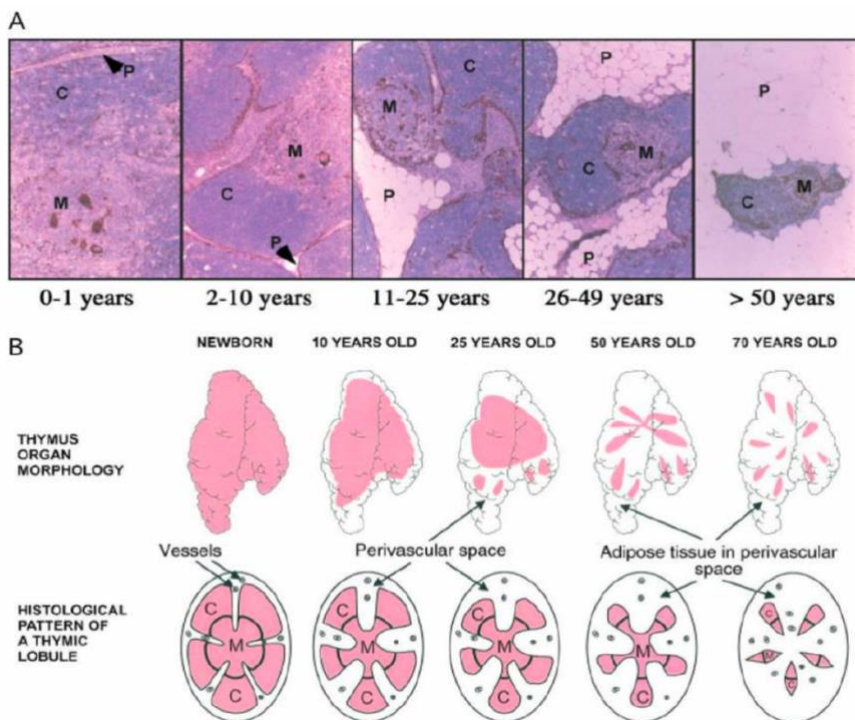 A
P
C
M
M
C
P
C
M
P
P
C
M
P
P
C
M
0-1 years
2-10 years
11-25 years
26-49 years
> 50 years
B
NEWBORN
10 YEARS OLD
25 YEARS OLD
50 YEARS OLD
70 YEARS OLD
THYMUS
ORGAN
MORPHOLOGY
Vessels
Perivascular space
Adipose tissue in perivascular
space
HISTOLOGICAL
PATTERN OF
A THYMIC
LOBULE
C
M
C
C
M
C
C
M
C
M
C
C
M
C